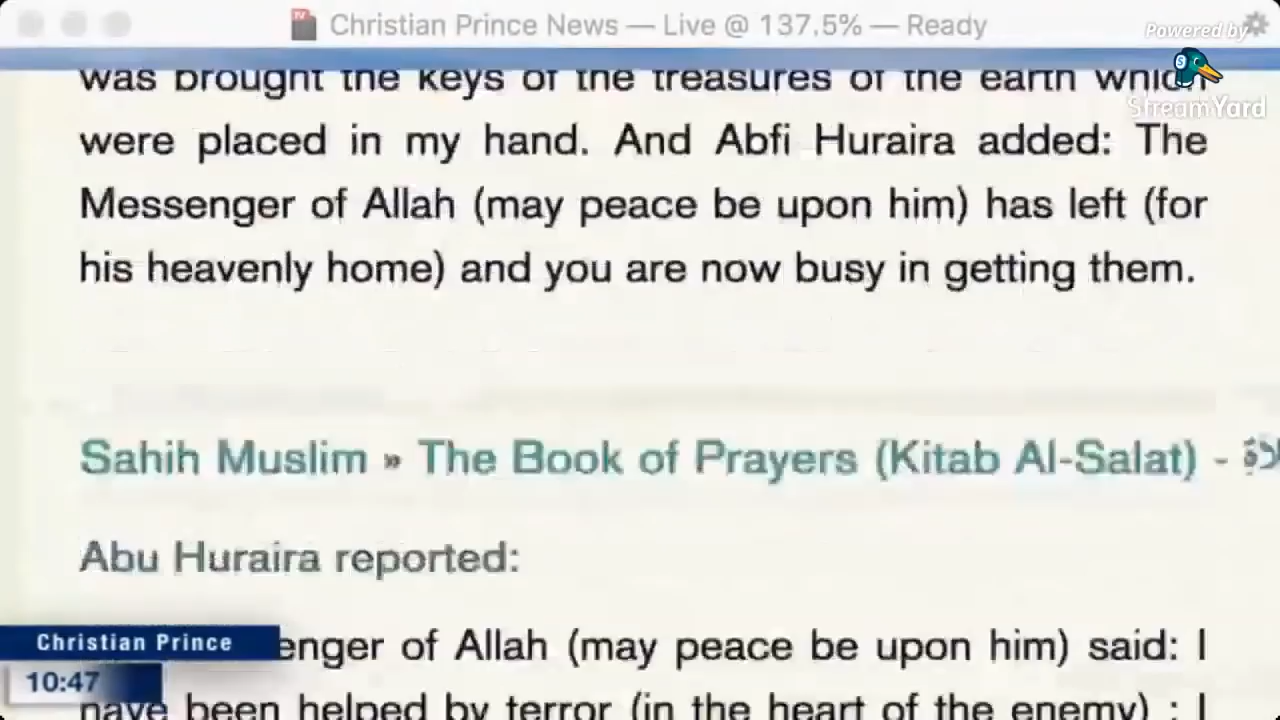 Christian Prince News — Live @ 137.5% — Ready
Powered by
StreamYard
was brought the keys of the treasures of the earth which
were placed in my hand. And Abfi Huraira added: The
Messenger of Allah (may peace be upon him) has left (for
his heavenly home) and you are now busy in getting them.
Sahih Muslim » The Book of Prayers (Kitab Al-Salat) -
Abu Huraira reported:
enger of Allah (may peace be upon him) said: I
have been helped by terror (in the heart of the enemy) ; I
Christian Prince
10:47